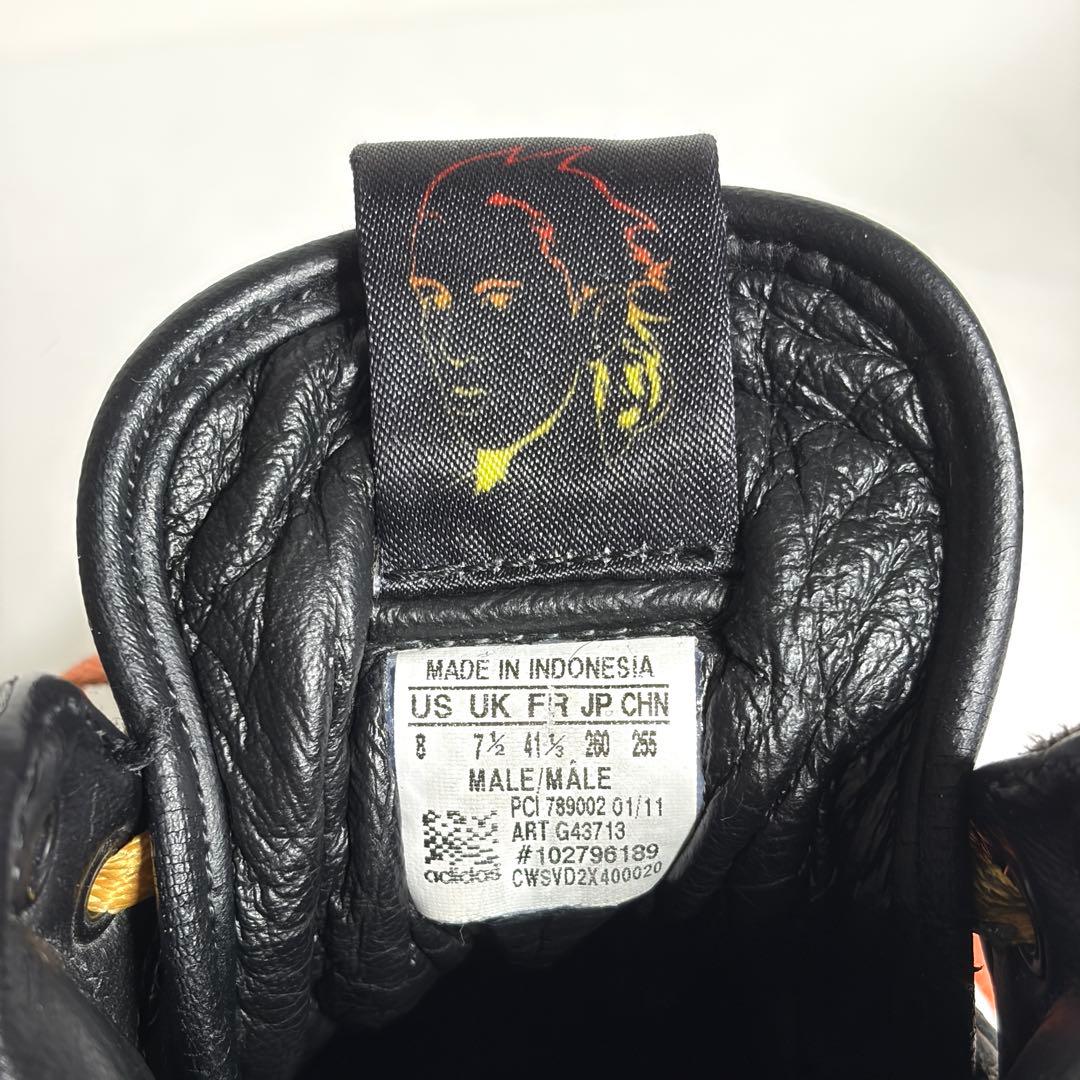 MADE IN INDONESIA
US UK FR JP CHN
8 7½ 41⅓ 260 255
MALE/MÂLE
PCI 789002 01/11
ART G43713
#102796189
adidas CWSVD2X400020